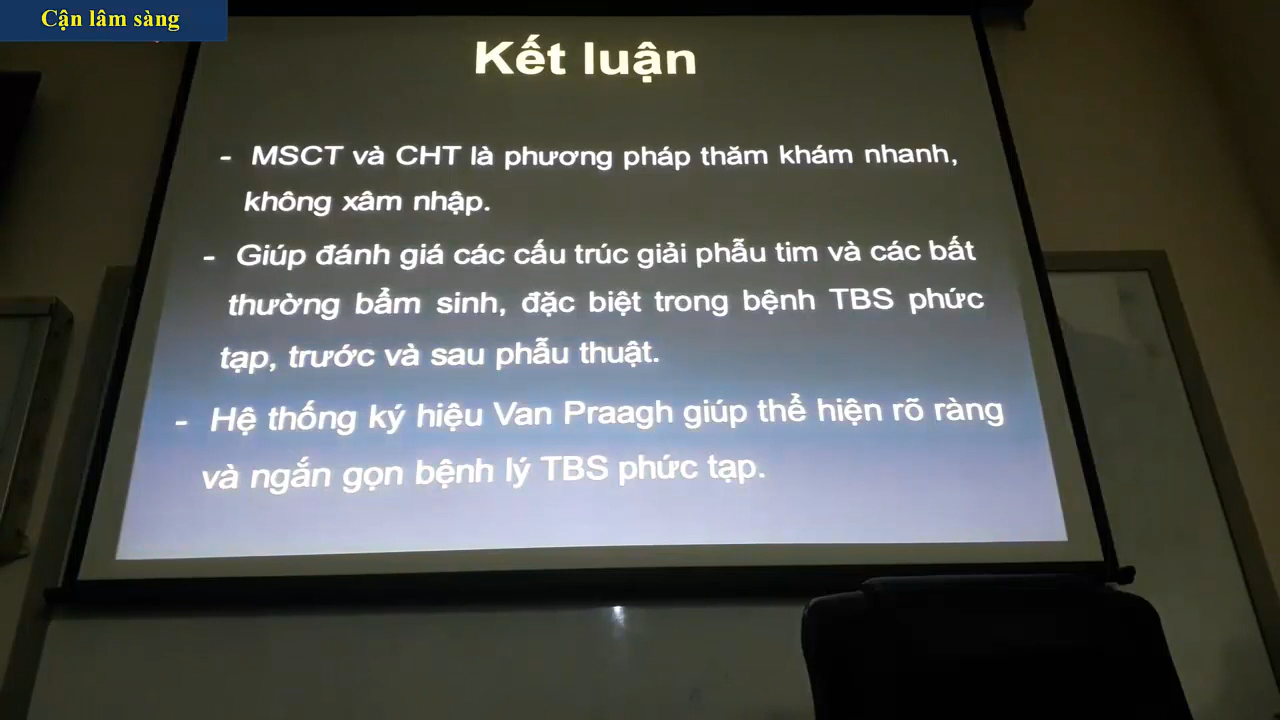 Cận lâm sàng
Kết luận
- MSCT và CHT là phương pháp thăm khám nhanh,
không xâm nhập.
- Giúp đánh giá các cấu trúc giải phẫu tim và các bất
thường bẩm sinh, đặc biệt trong bệnh TBS phức
tạp, trước và sau phẫu thuật.
- Hệ thống ký hiệu Van Praagh giúp thể hiện rõ ràng
và ngắn gọn bệnh lý TBS phức tạp.